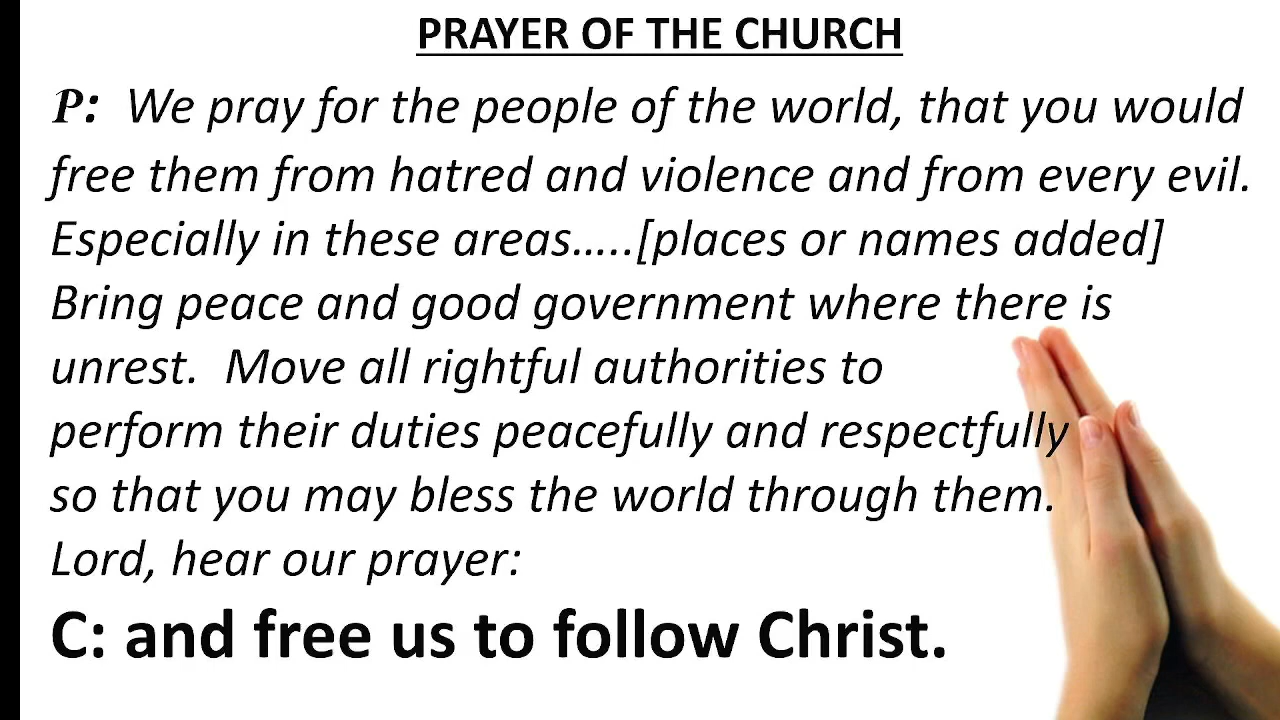 PRAYER OF THE CHURCH
P: We pray for the people of the world, that you would
free them from hatred and violence and from every evil.
Especially in these areas…..[places or names added]
Bring peace and good government where there is
unrest. Move all rightful authorities to
perform their duties peacefully and respectfully
so that you may bless the world through them.
Lord, hear our prayer:
C: and free us to follow Christ.